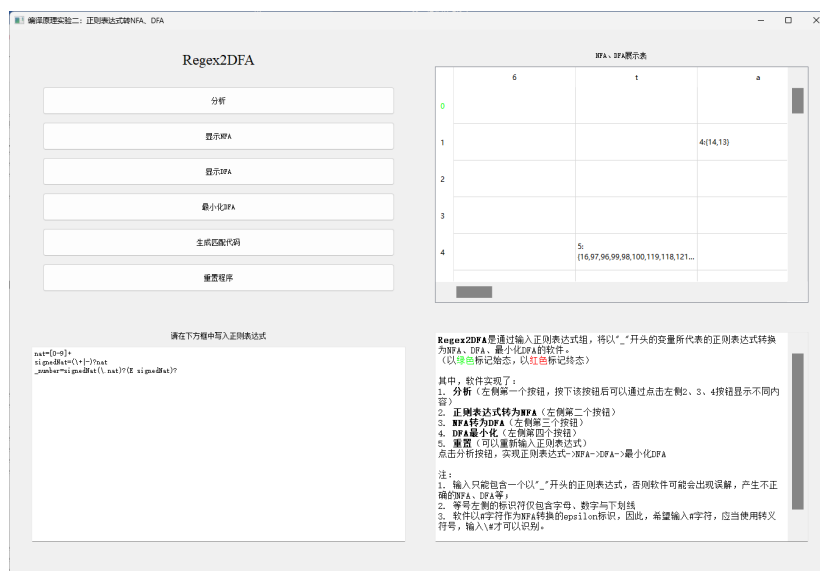 编译原理实验二：正则表达式转NFA、DFA
Regex2DFA
分析
显示NFA
显示DFA
最小化DFA
生成匹配代码
重置程序
NFA、DFA展示表
6 t a
0
1 4:{14,13}
2
3
4 5:
{16,97,96,99,98,100,119,118,121...
请在下方框中写入正则表达式
nat=[0-9]+
signedNat=(\+|-)?nat
_number=signedNat(\.nat)?(E signedNat)?
Regex2DFA是通过输入正则表达式组，将以"_"开头的变量所代表的正则表达式转换
为NFA、DFA、最小化DFA的软件。
（以绿色标记始态，以红色标记终态）
其中，软件实现了：
1. 分析（左侧第一个按钮，按下该按钮后可以通过点击左侧2、3、4按钮显示不同内
容）
2. 正则表达式转为NFA（左侧第二个按钮）
3. NFA转为DFA（左侧第三个按钮）
4. DFA最小化（左侧第四个按钮）
5. 重置（可以重新输入正则表达式）
点击分析按钮，实现正则表达式->NFA->DFA->最小化DFA
注：
1. 输入只能包含一个以"_"开头的正则表达式，否则软件可能会出现误解，产生不正
确的NFA、DFA等；
2. 等号左侧的标识符仅包含字母、数字与下划线
3. 软件以#字符作为NFA转换的epsilon标识，因此，希望输入#字符，应当使用转义
符号，输入\#才可以识别。